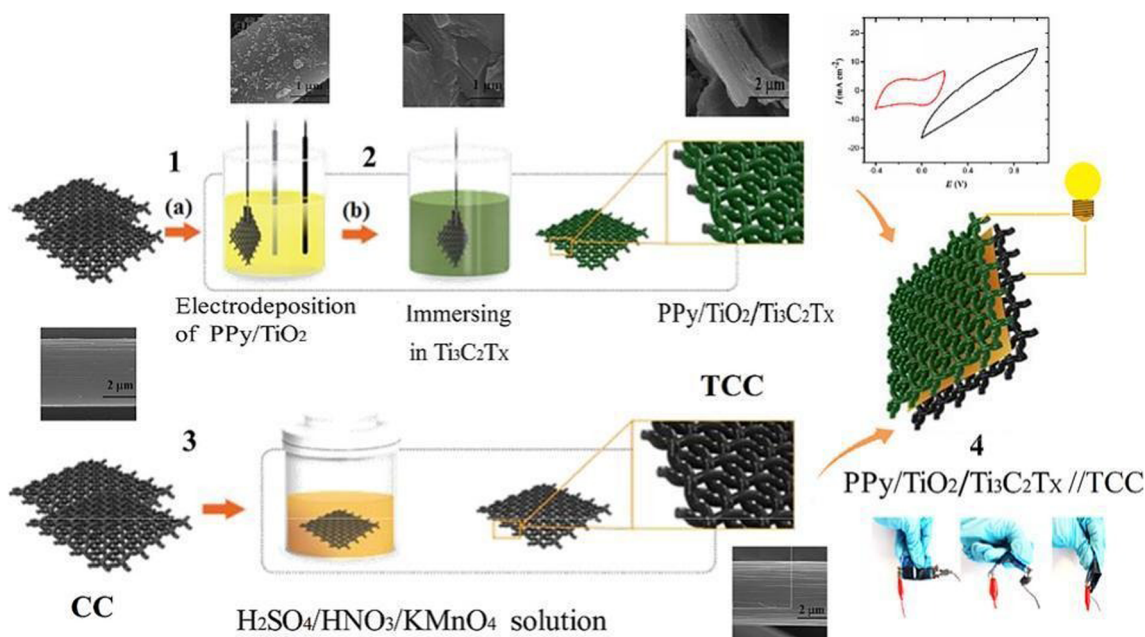 1 μm
1 μm
2 μm
I (mA cm⁻²)
20
10
0
-10
-20
-0.4
0.0
0.4
0.8
E (V)
1
2
(a)
(b)
Electrodeposition
of PPy/TiO₂
Immersing
in Ti₃C₂Tx
PPy/TiO₂/Ti₃C₂Tx
TCC
2 μm
3
CC
H₂SO₄/HNO₃/KMnO₄ solution
4
PPy/TiO₂/Ti₃C₂Tx //TCC
2 μm